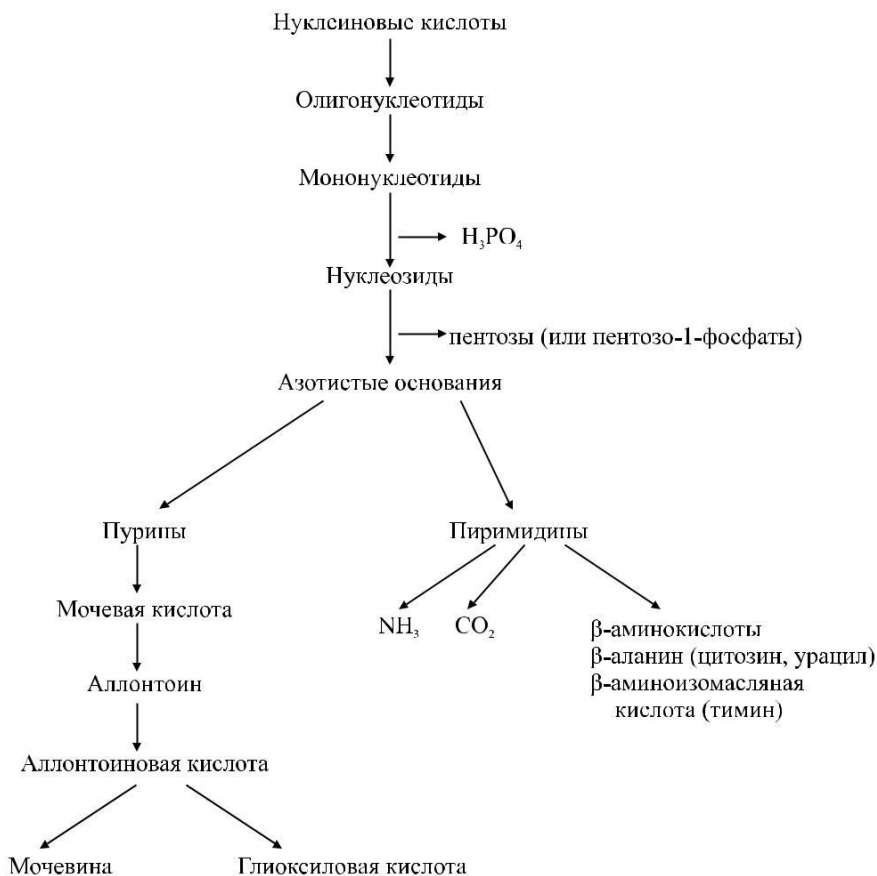 Нуклеиновые кислоты
Олигонуклеотиды
Мононуклеотиды
H₃PO₄
Нуклеозиды
пентозы (или пентозо-1-фосфаты)
Азотистые основания
Пурины
Пиримидины
Мочевая кислота
NH₃
CO₂
β-аминокислоты
β-аланин (цитозин, урацил)
β-аминоизомасляная
кислота (тимин)
Аллонтоин
Аллонтоиновая кислота
Мочевина
Глиоксиловая кислота